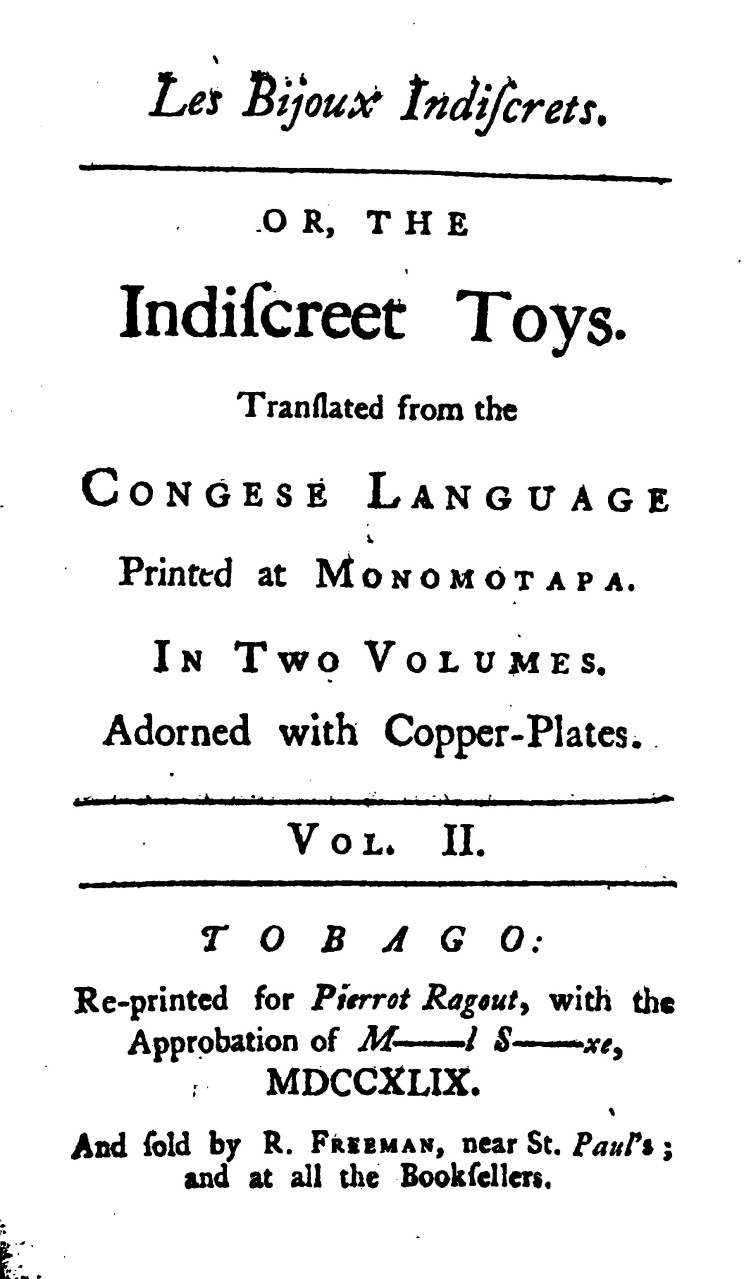 Les Bijoux Indiſcrets.
OR, THE
Indiſcreet Toys.
Tranſlated from the
CONGESE LANGUAGE
Printed at MONOMOTAPA.
IN TWO VOLUMES.
Adorned with Copper-Plates.
VOL. II.
TOBAGO:
Re-printed for Pierrot Ragout, with the
Approbation of M——l S——xe,
MDCCXLIX.
And ſold by R. FREEMAN, near St. Paul's;
and at all the Bookſellers.